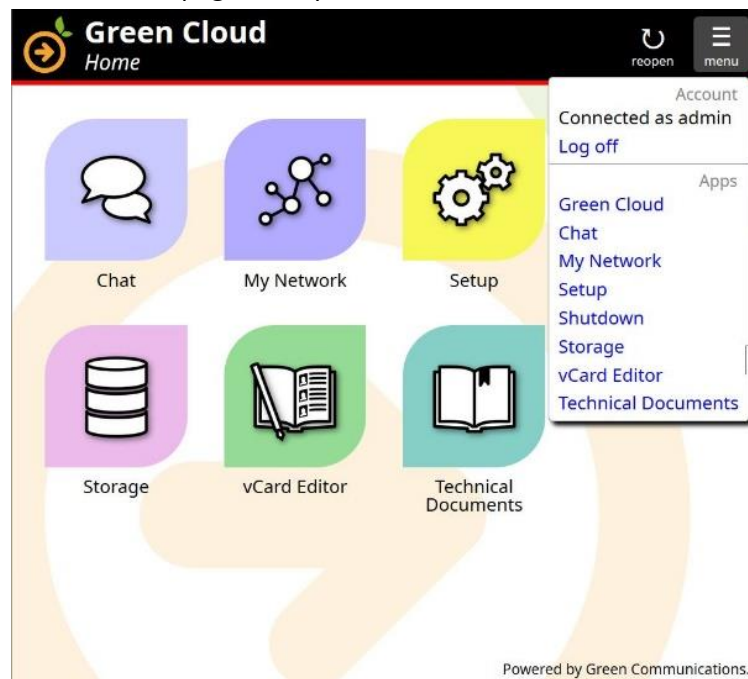 Green Cloud
Home
reopen
menu
Account
Connected as admin
Log off
Apps
Green Cloud
Chat
My Network
Setup
Shutdown
Storage
vCard Editor
Technical Documents
Chat
My Network
Setup
Storage
vCard Editor
Technical
Documents
Powered by Green Communications.